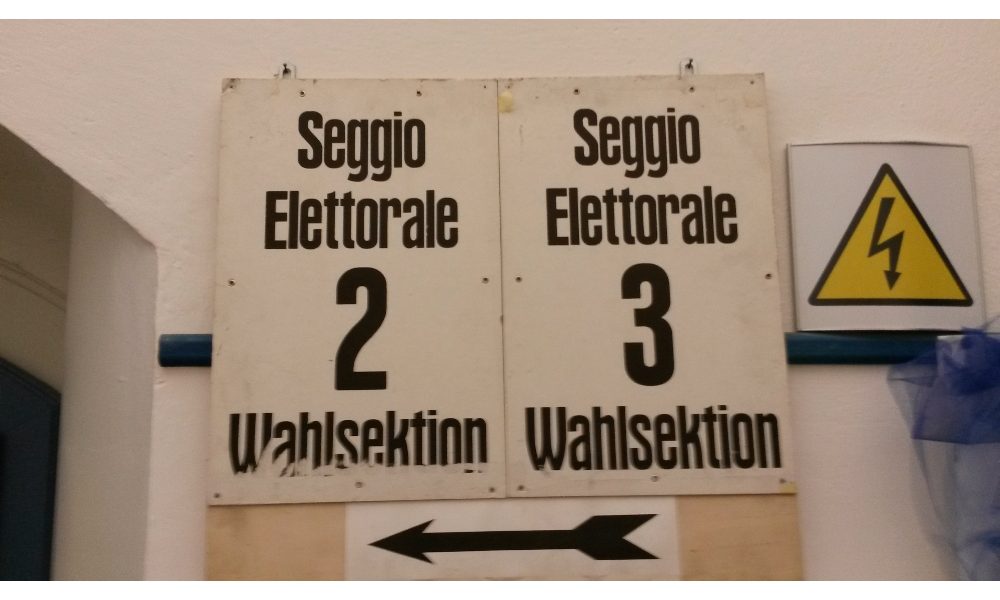 Seggio
Elettorale
2
Wahlsektion
Seggio
Elettorale
3
Wahlsektion